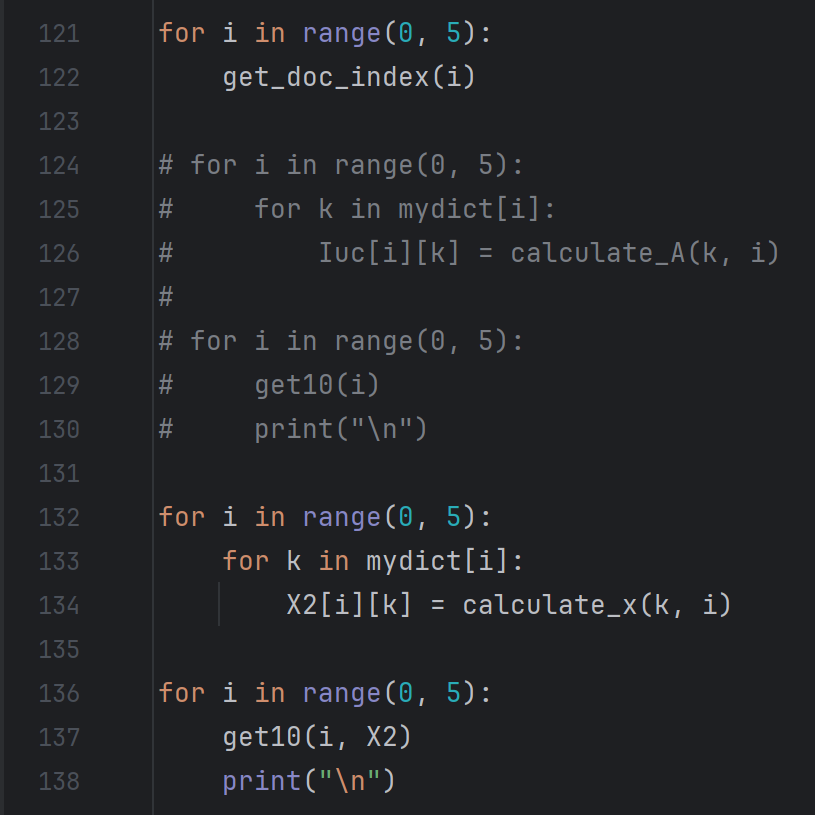 121 for i in range(0, 5):
122     get_doc_index(i)
123
124 # for i in range(0, 5):
125 #     for k in mydict[i]:
126 #         Iuc[i][k] = calculate_A(k, i)
127 #
128 # for i in range(0, 5):
129 #     get10(i)
130 #     print("\n")
131
132 for i in range(0, 5):
133     for k in mydict[i]:
134         X2[i][k] = calculate_x(k, i)
135
136 for i in range(0, 5):
137     get10(i, X2)
138     print("\n")